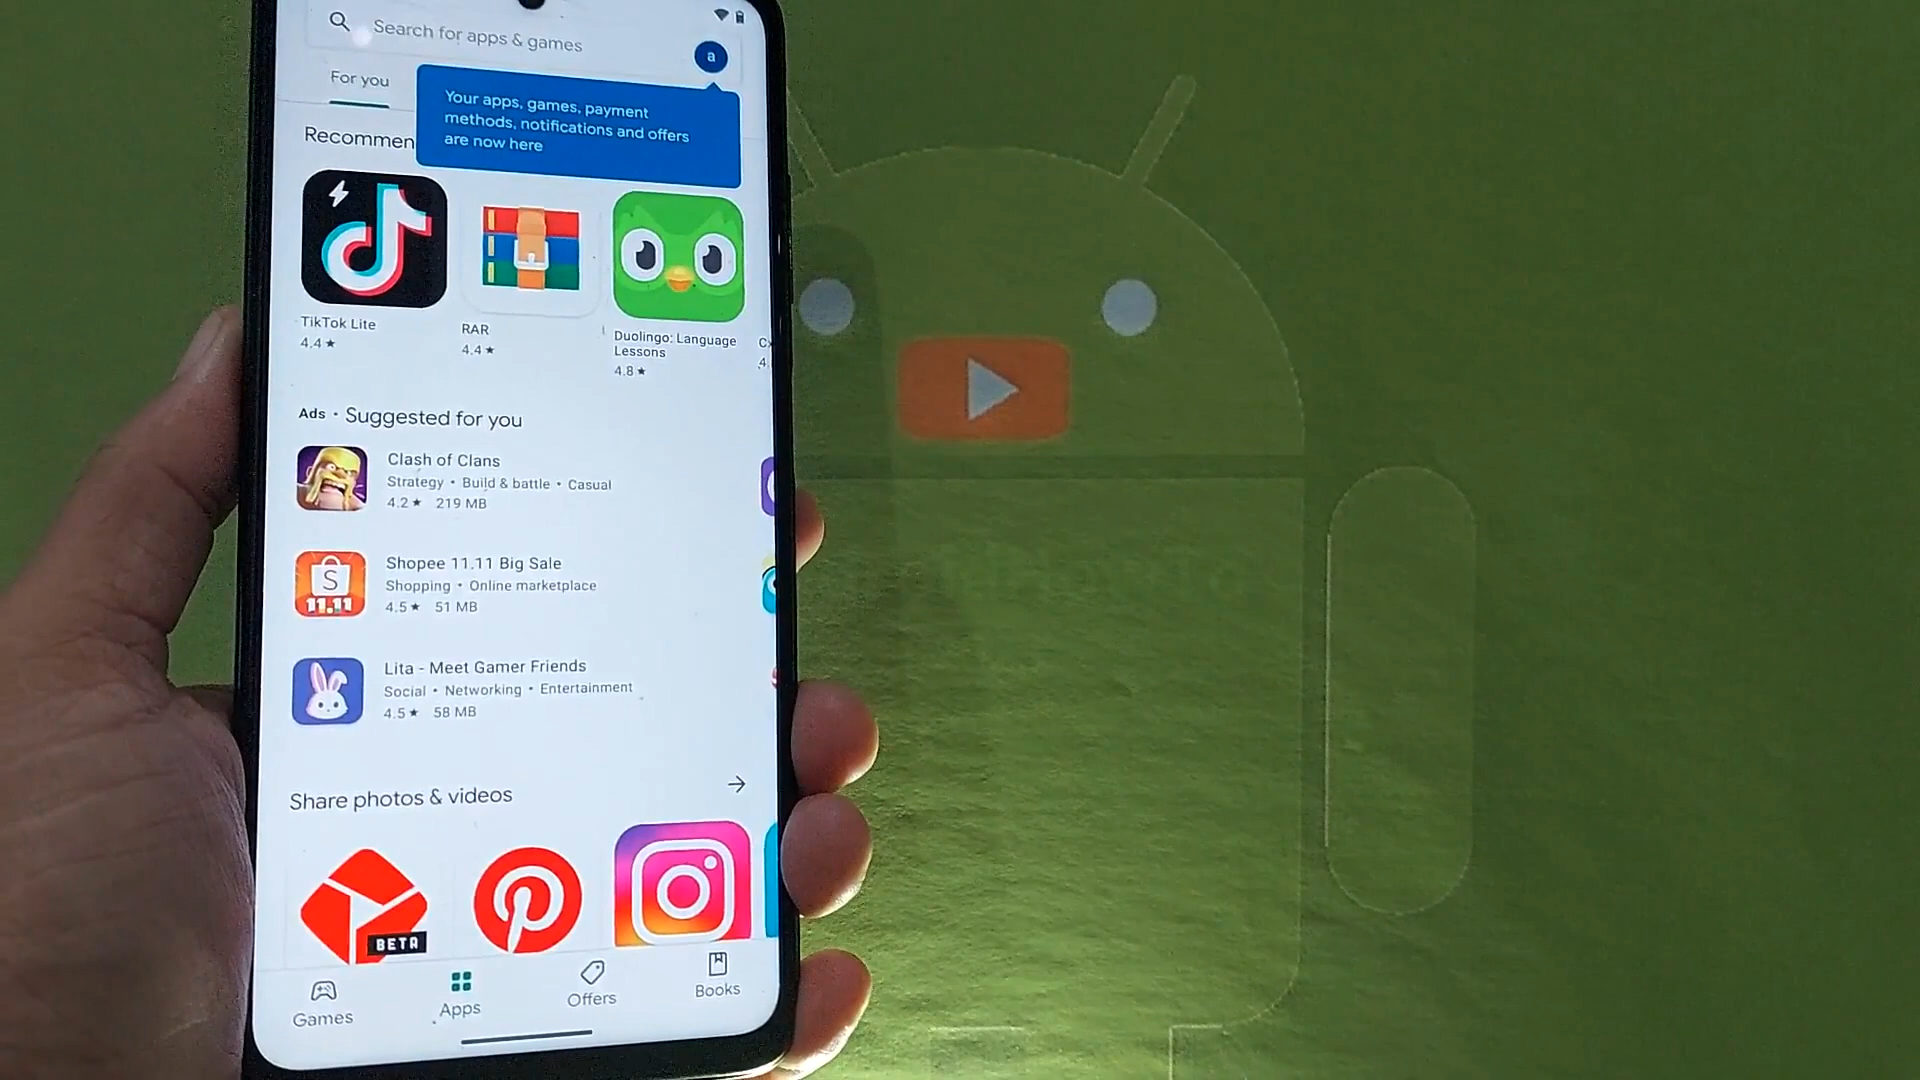 Search for apps & games
a
For you
Your apps, games, payment
methods, notifications and offers
are now here
Recommen
TikTok Lite
4.4★
RAR
4.4★
Duolingo: Language
Lessons
4.8★
4.
Ads • Suggested for you
Clash of Clans
Strategy • Build & battle • Casual
4.2★ 219 MB
S
11.11
Shopee 11.11 Big Sale
Shopping • Online marketplace
4.5★ 51 MB
Lita - Meet Gamer Friends
Social • Networking • Entertainment
4.5★ 58 MB
Share photos & videos
BETA
Games
Apps
Offers
Books